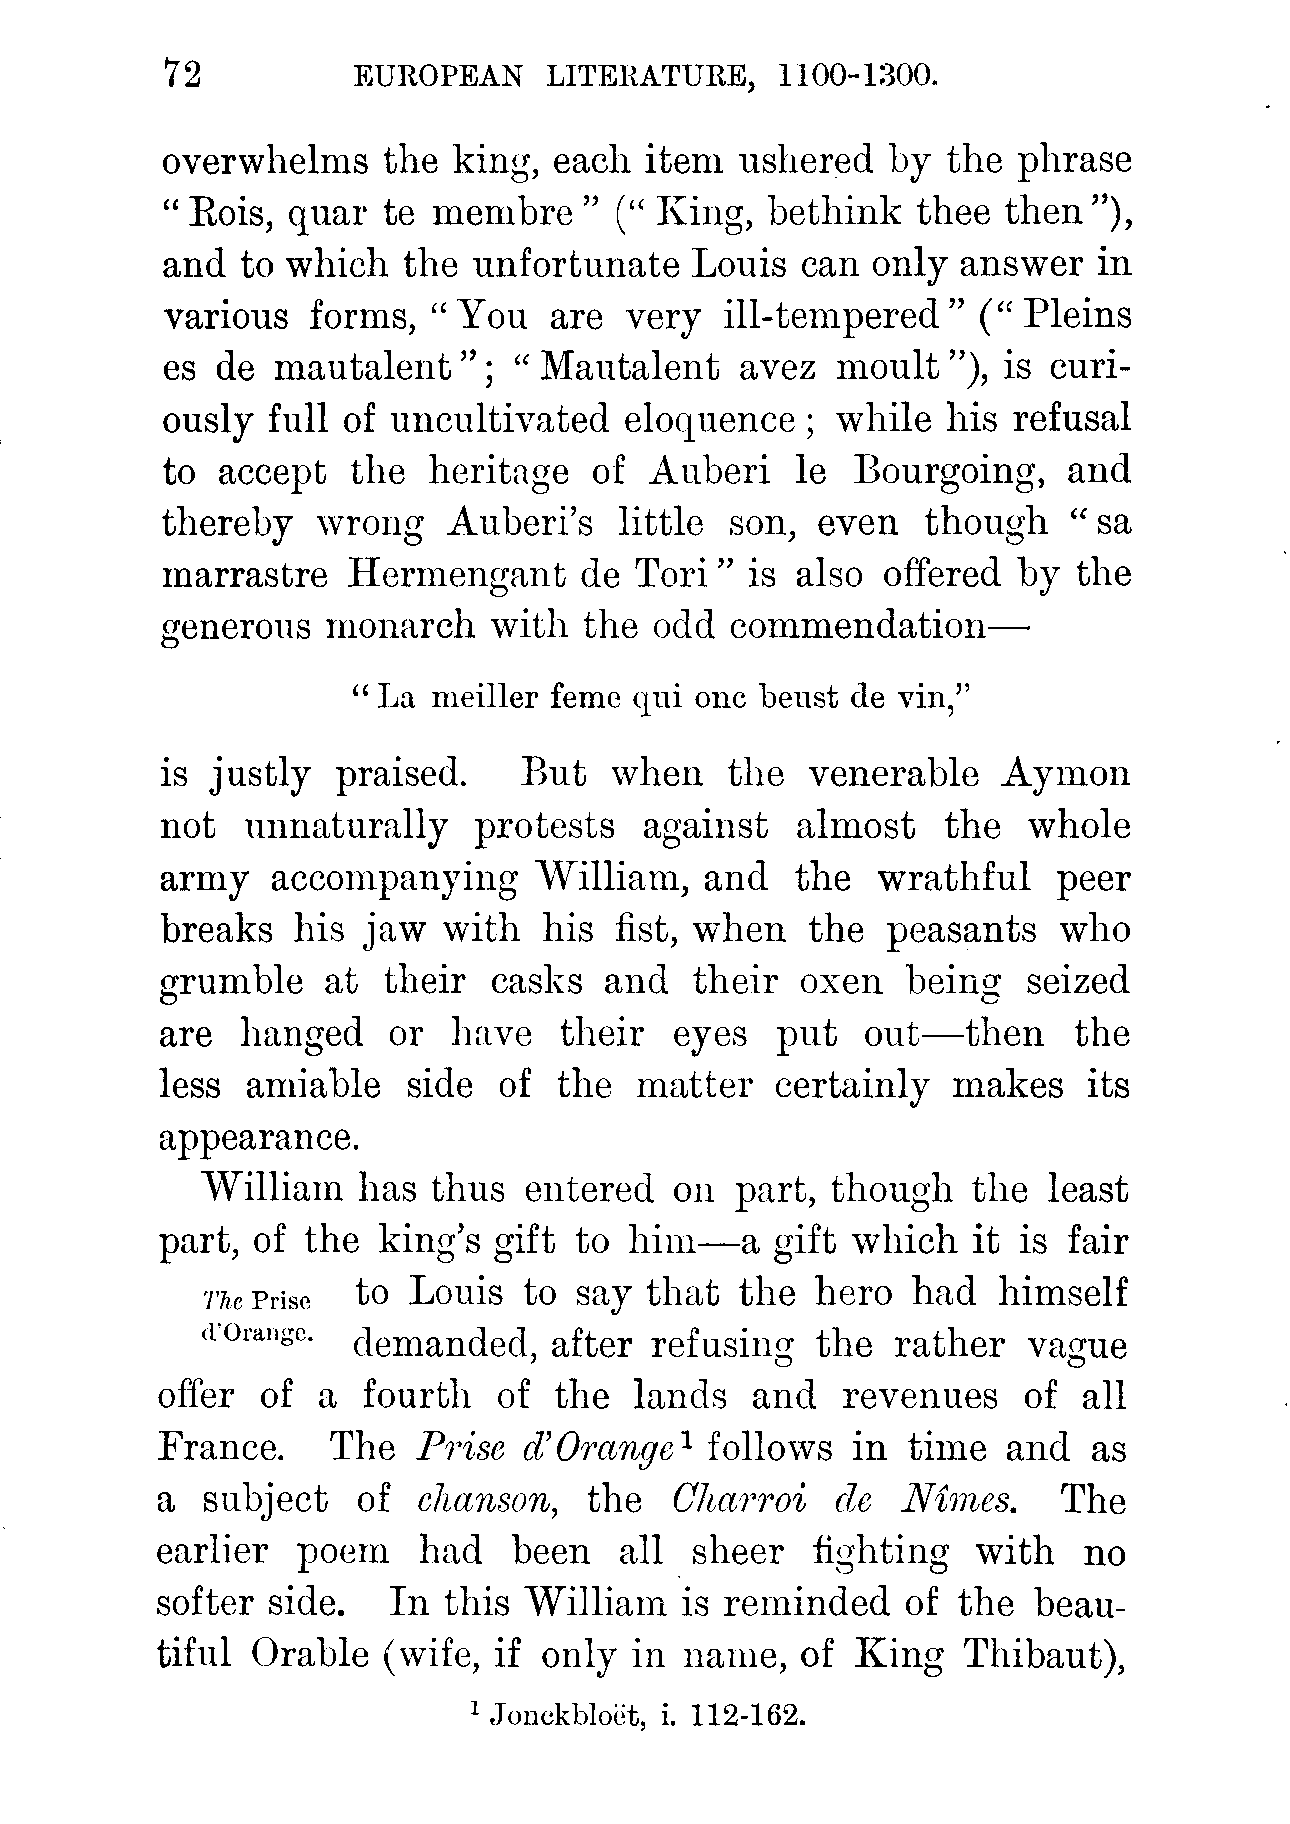 72 EUROPEAN LITERATURE, 1100-1300.
overwhelms the king, each item ushered by the phrase
“Rois, quar te membre” (“King, bethink thee then”),
and to which the unfortunate Louis can only answer in
various forms, “You are very ill-tempered” (“Pleins
es de mautalent”; “Mautalent avez moult”), is curi-
ously full of uncultivated eloquence; while his refusal
to accept the heritage of Auberi le Bourgoing, and
thereby wrong Auberi’s little son, even though “sa
marrastre Hermengant de Tori” is also offered by the
generous monarch with the odd commendation—
“La meiller feme qui onc beust de vin,”
is justly praised. But when the venerable Aymon
not unnaturally protests against almost the whole
army accompanying William, and the wrathful peer
breaks his jaw with his fist, when the peasants who
grumble at their casks and their oxen being seized
are hanged or have their eyes put out—then the
less amiable side of the matter certainly makes its
appearance.
William has thus entered on part, though the least
part, of the king’s gift to him—a gift which it is fair
The Prise
d’Orange.
to Louis to say that the hero had himself
demanded, after refusing the rather vague
offer of a fourth of the lands and revenues of all
France. The Prise d’Orange¹ follows in time and as
a subject of chanson, the Charroi de Nîmes. The
earlier poem had been all sheer fighting with no
softer side. In this William is reminded of the beau-
tiful Orable (wife, if only in name, of King Thibaut),
¹ Jonckbloët, i. 112-162.